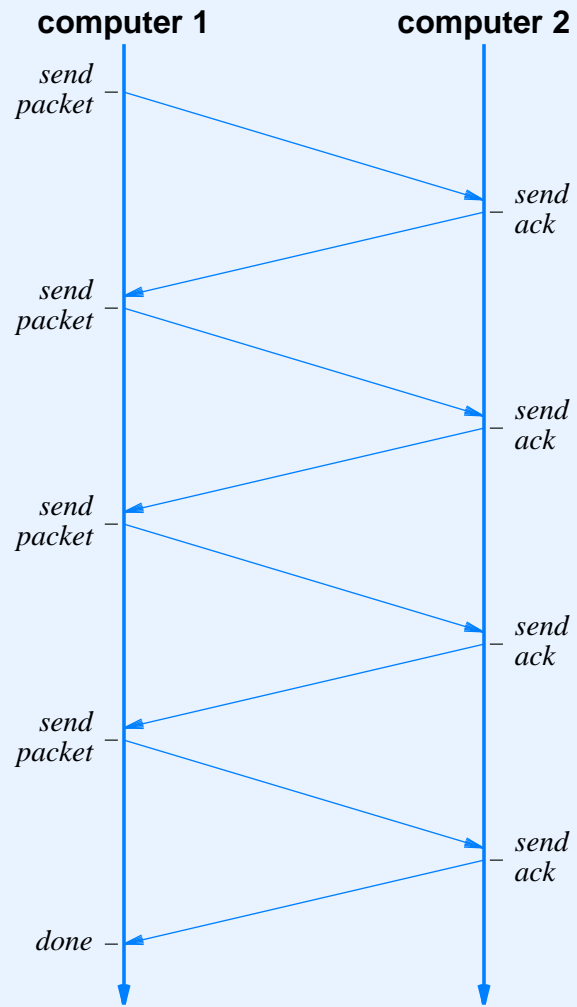 computer 1
computer 2
send
packet
send
ack
send
packet
send
ack
send
packet
send
ack
send
packet
send
ack
done